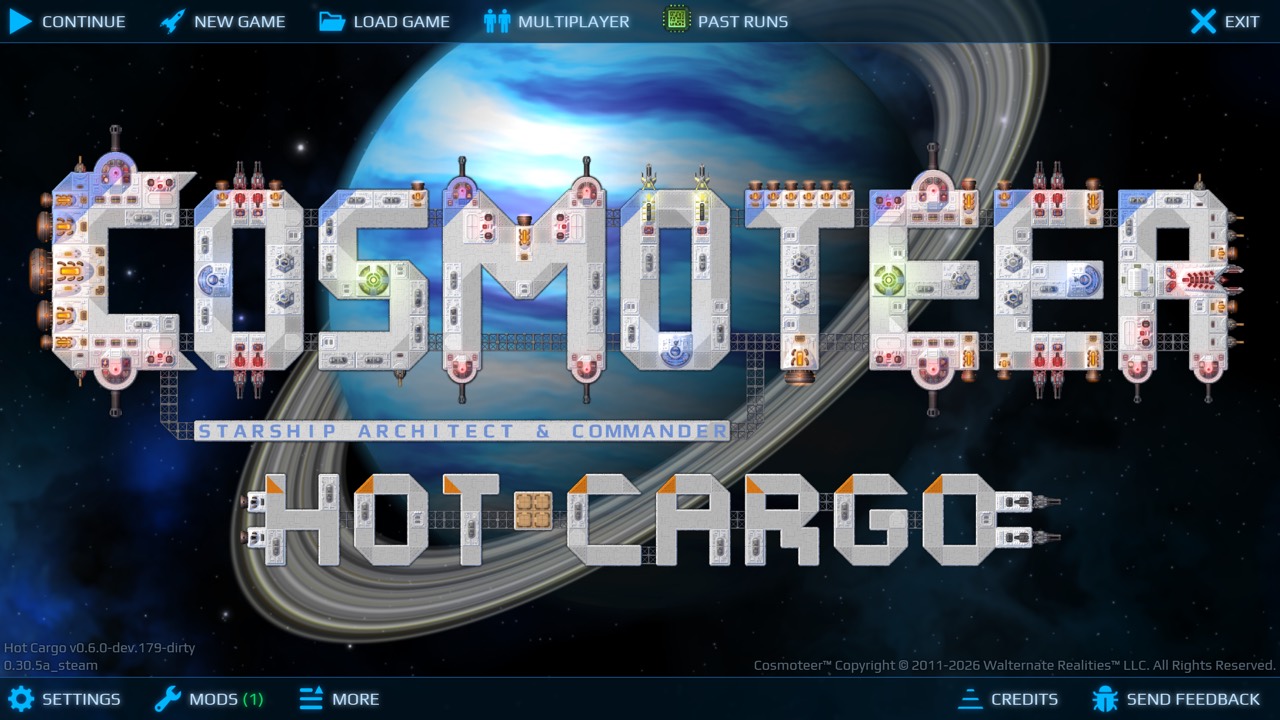 CONTINUE NEW GAME LOAD GAME MULTIPLAYER PAST RUNS EXIT
COSMOTEER
STARSHIP ARCHITECT & COMMANDER
HOT CARGO
Hot Cargo v0.6.0-dev.179-dirty
0.30.5a_steam
Cosmoteer™ Copyright © 2011-2026 Walternate Realities™ LLC. All Rights Reserved.
SETTINGS MODS (1) MORE CREDITS SEND FEEDBACK